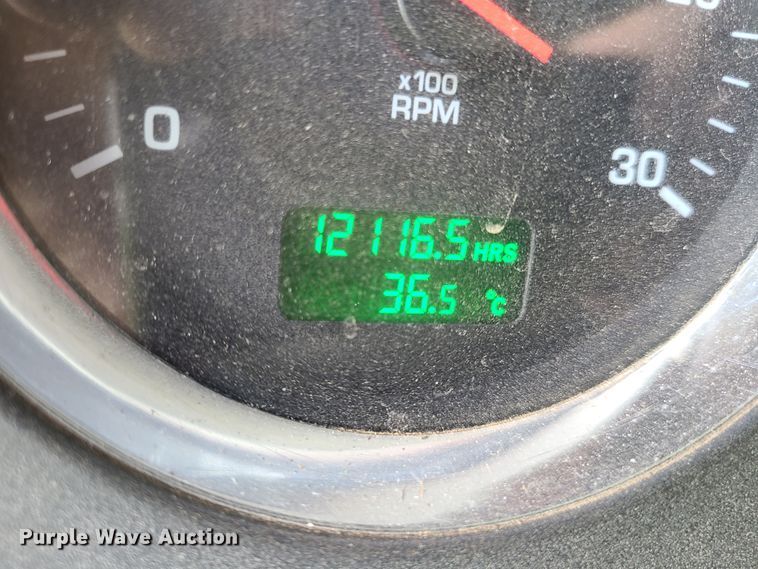 x100
RPM
0
30
12116.5 HRS
36.5 °C
Purple Wave Auction